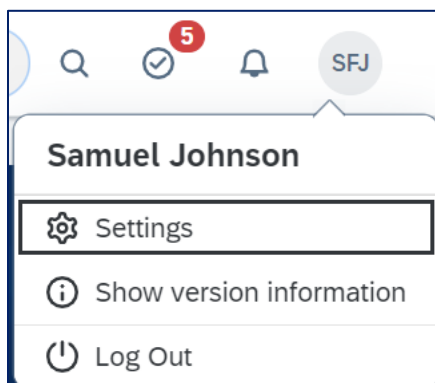 5
SFJ
Samuel Johnson
Settings
Show version information
Log Out